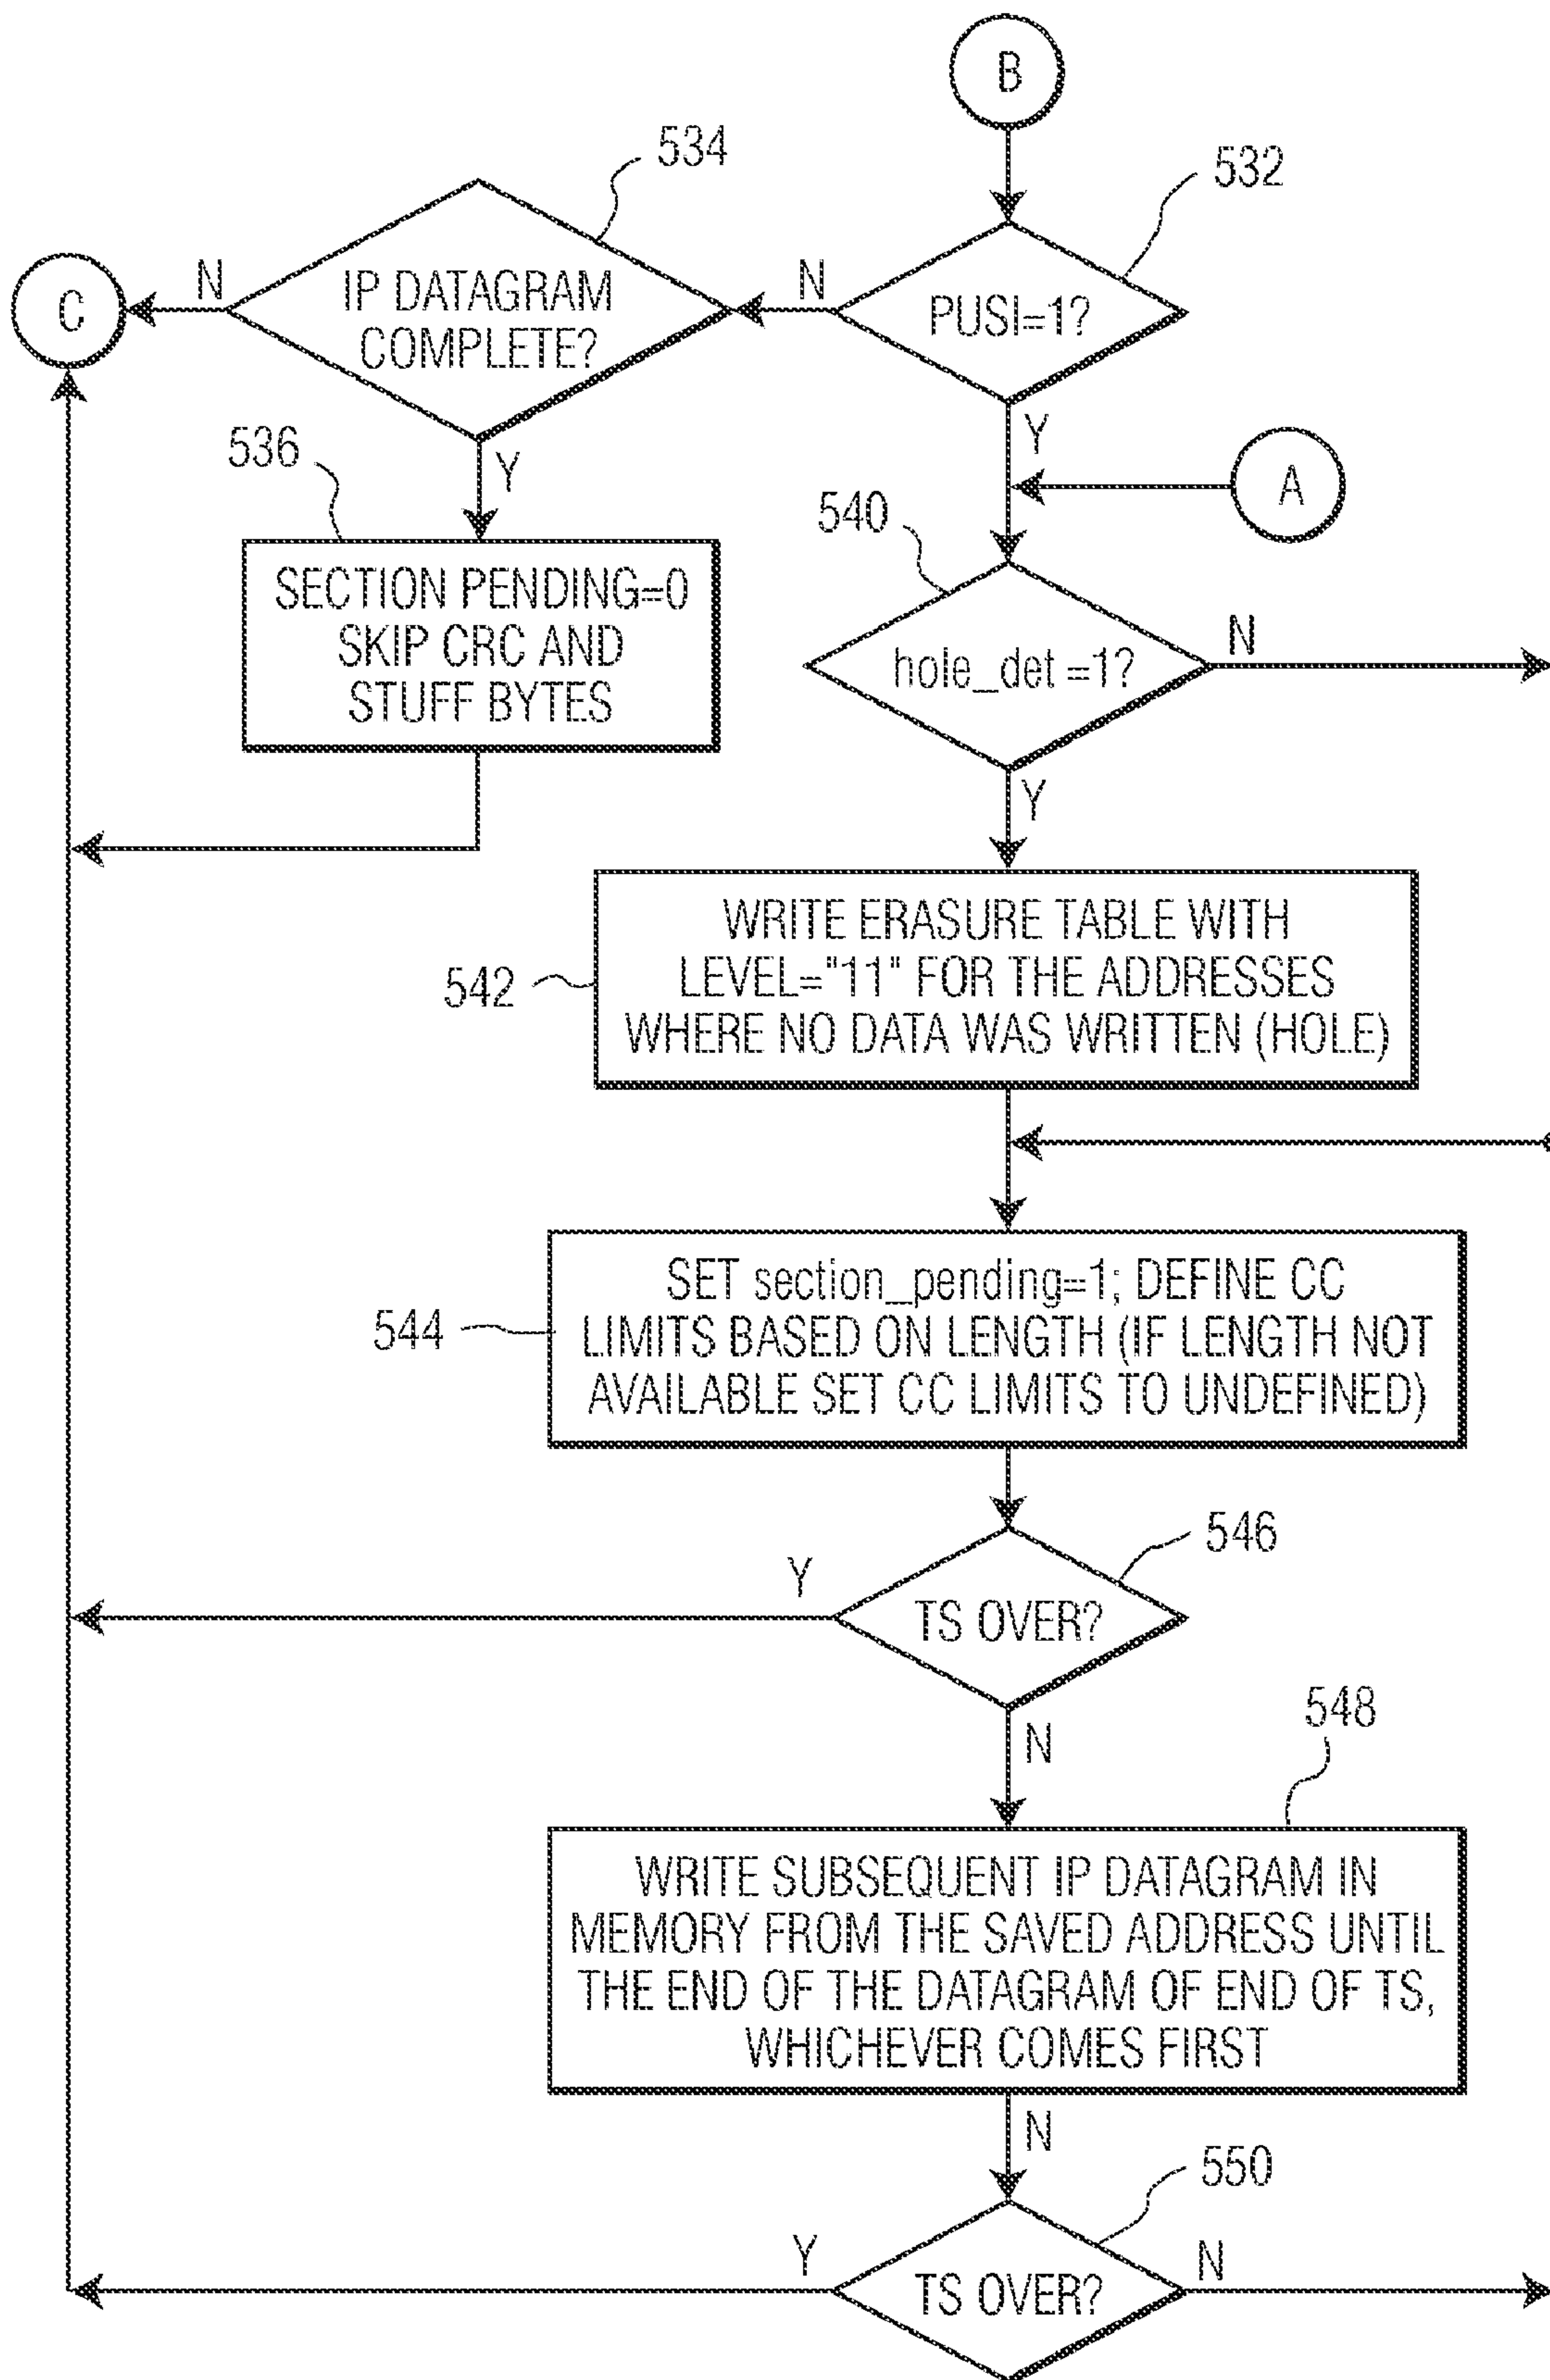 B
534
532
C
N
IP DATAGRAM
COMPLETE?
N
PUSI=1?
Y
536
Y
A
540
SECTION PENDING=0
SKIP CRC AND
STUFF BYTES
hole_det =1?
N
Y
542
WRITE ERASURE TABLE WITH
LEVEL="11" FOR THE ADDRESSES
WHERE NO DATA WAS WRITTEN (HOLE)
544
SET section_pending=1; DEFINE CC
LIMITS BASED ON LENGTH (IF LENGTH NOT
AVAILABLE SET CC LIMITS TO UNDEFINED)
546
Y
TS OVER?
N
548
WRITE SUBSEQUENT IP DATAGRAM IN
MEMORY FROM THE SAVED ADDRESS UNTIL
THE END OF THE DATAGRAM OF END OF TS,
WHICHEVER COMES FIRST
N
550
Y
TS OVER?
N